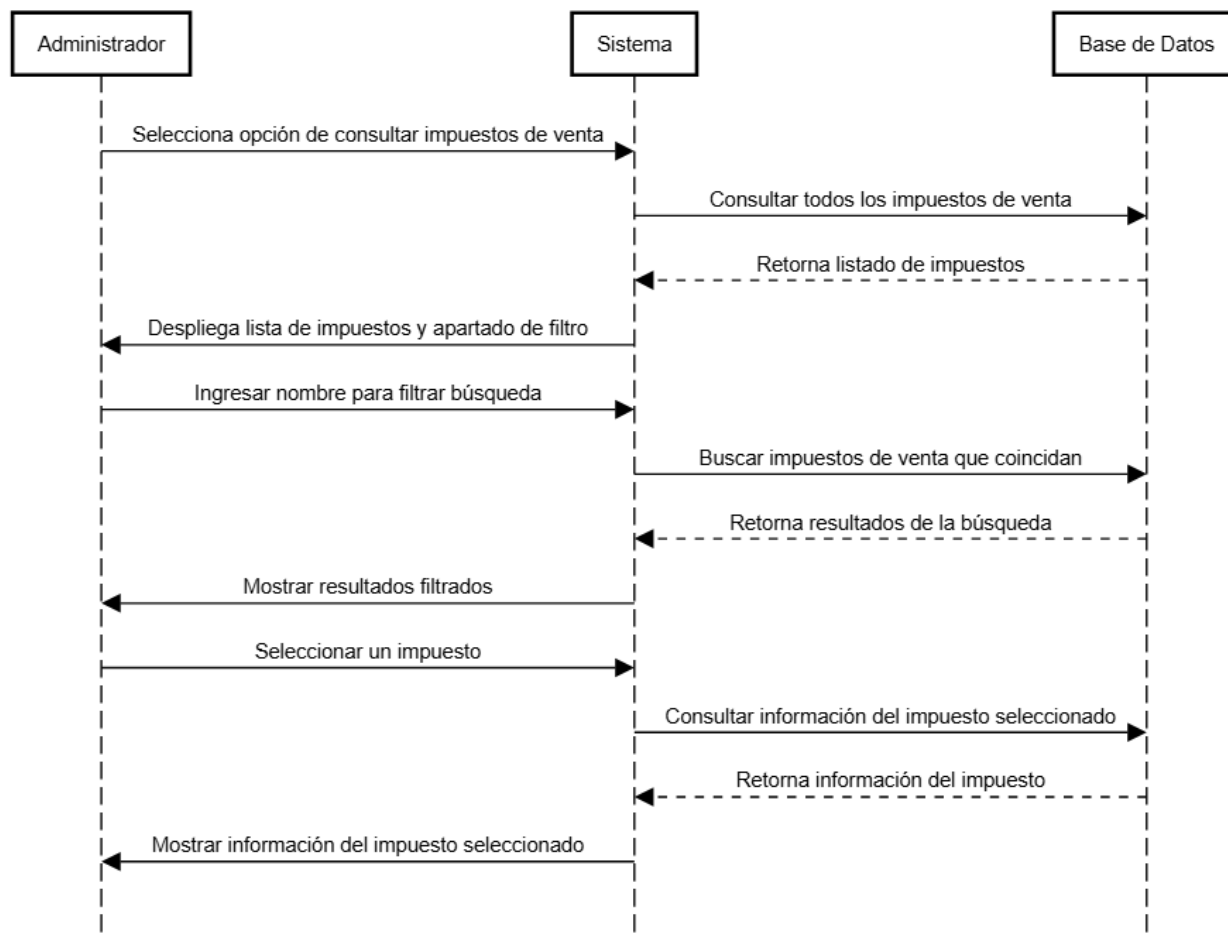 Administrador
Sistema
Base de Datos
Selecciona opción de consultar impuestos de venta
Consultar todos los impuestos de venta
Retorna listado de impuestos
Despliega lista de impuestos y apartado de filtro
Ingresar nombre para filtrar búsqueda
Buscar impuestos de venta que coincidan
Retorna resultados de la búsqueda
Mostrar resultados filtrados
Seleccionar un impuesto
Consultar información del impuesto seleccionado
Retorna información del impuesto
Mostrar información del impuesto seleccionado